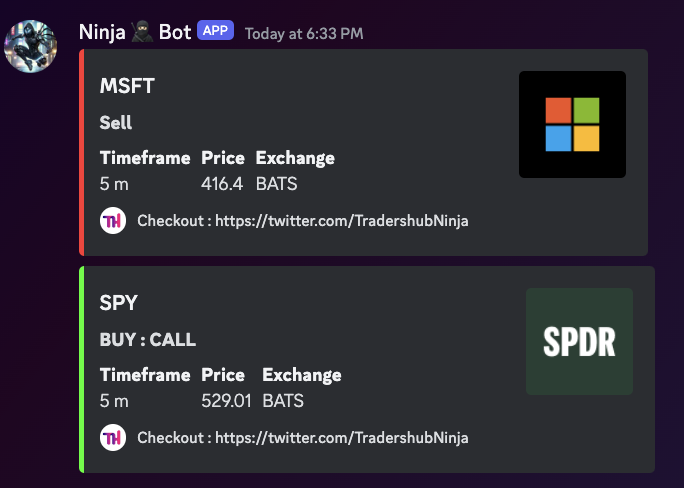 Ninja 🥷 Bot APP Today at 6:33 PM
MSFT
Sell
Timeframe Price Exchange
5 m 416.4 BATS
TH Checkout : https://twitter.com/TradershubNinja
SPY
BUY : CALL
SPDR
Timeframe Price Exchange
5 m 529.01 BATS
TH Checkout : https://twitter.com/TradershubNinja